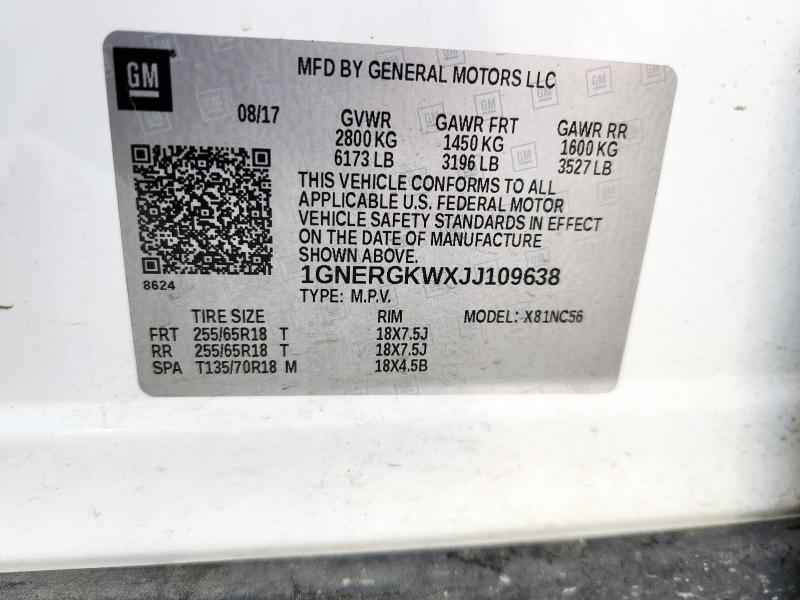 GM
MFD BY GENERAL MOTORS LLC
08/17
GVWR GAWR FRT GAWR RR
2800 KG 1450 KG 1600 KG
6173 LB 3196 LB 3527 LB
THIS VEHICLE CONFORMS TO ALL
APPLICABLE U.S. FEDERAL MOTOR
VEHICLE SAFETY STANDARDS IN EFFECT
ON THE DATE OF MANUFACTURE
SHOWN ABOVE.
1GNERGKWXJJ109638
8624
TYPE: M.P.V.
TIRE SIZE RIM MODEL: X81NC56
FRT 255/65R18 T 18X7.5J
RR 255/65R18 T 18X7.5J
SPA T135/70R18 M 18X4.5B